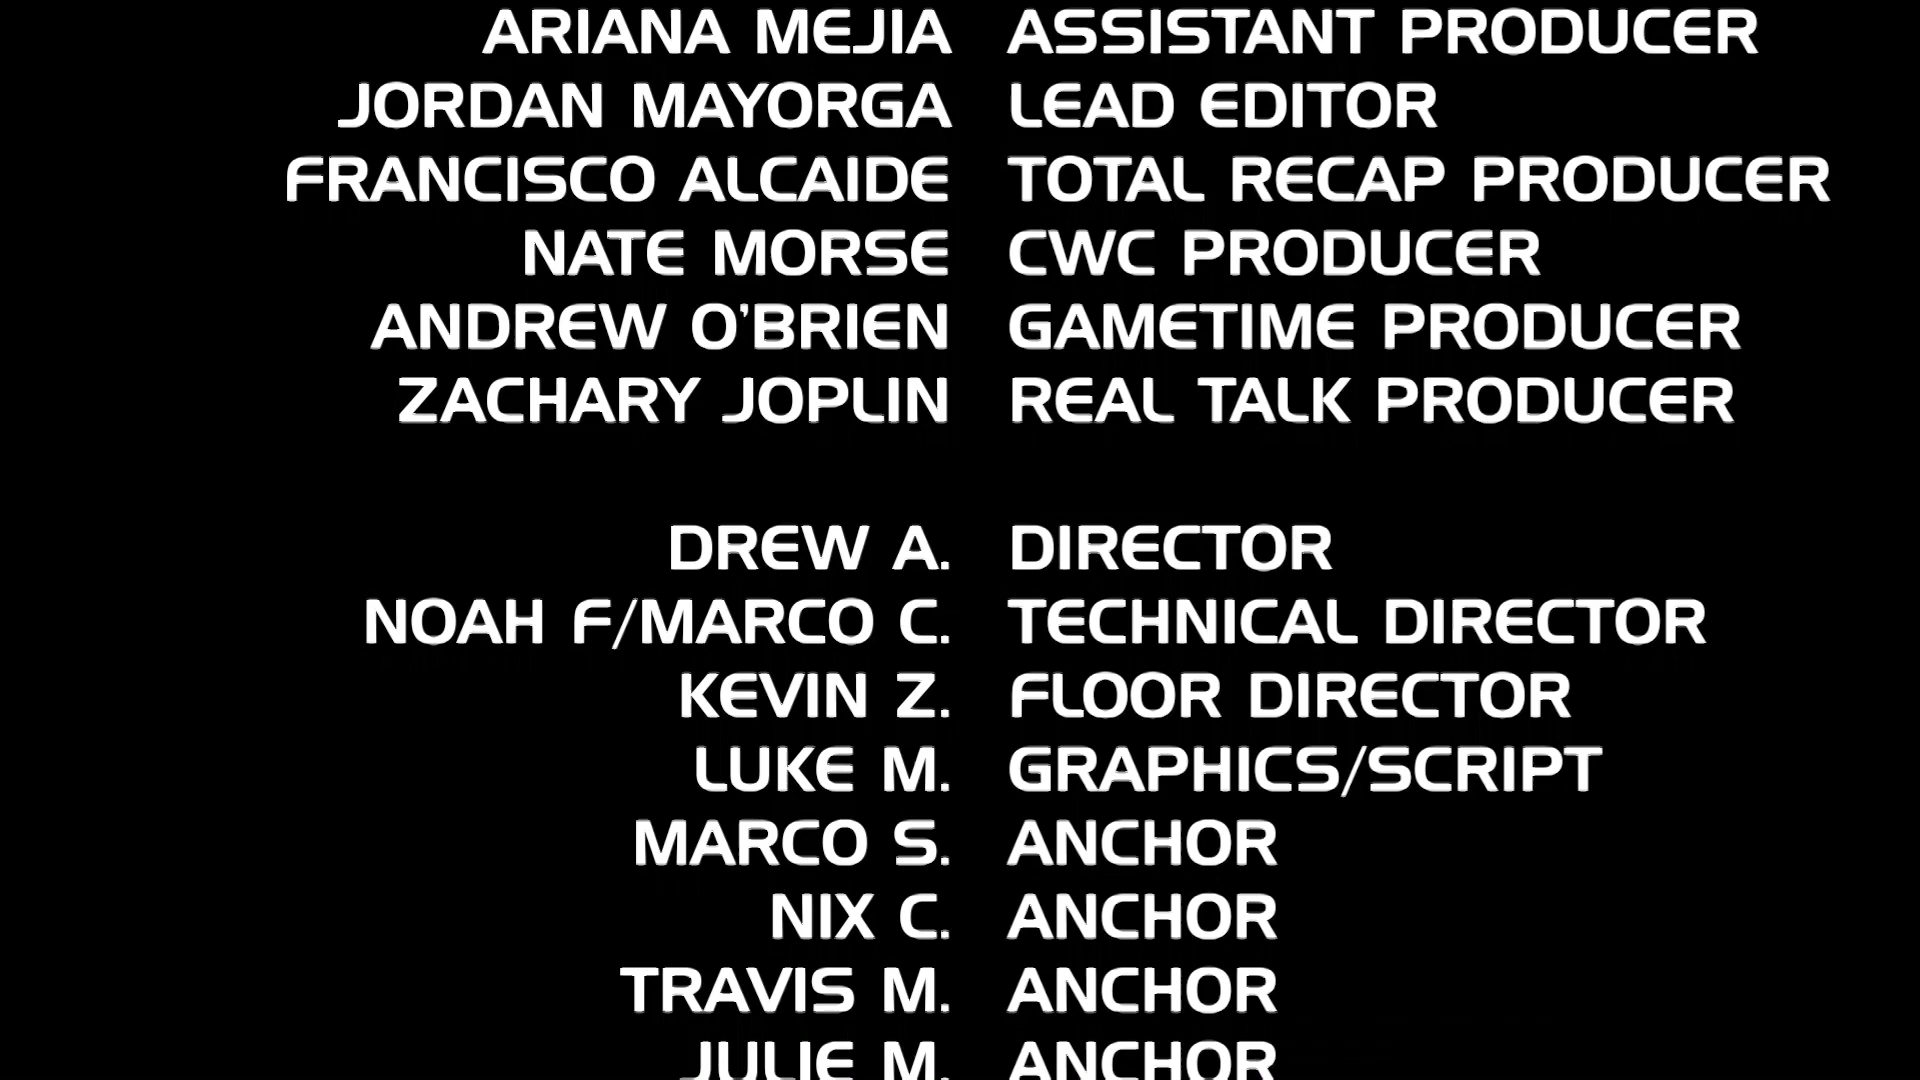 ARIANA MEJIA ASSISTANT PRODUCER
JORDAN MAYORGA LEAD EDITOR
FRANCISCO ALCAIDE TOTAL RECAP PRODUCER
NATE MORSE CWC PRODUCER
ANDREW O'BRIEN GAMETIME PRODUCER
ZACHARY JOPLIN REAL TALK PRODUCER
DREW A. DIRECTOR
NOAH F/MARCO C. TECHNICAL DIRECTOR
KEVIN Z. FLOOR DIRECTOR
LUKE M. GRAPHICS/SCRIPT
MARCO S. ANCHOR
NIX C. ANCHOR
TRAVIS M. ANCHOR
JULIE M. ANCHOR